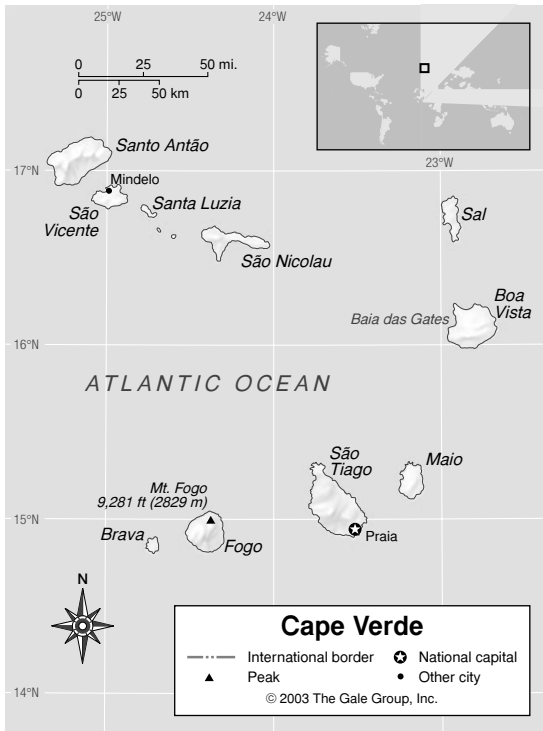 25°W
24°W
0 25 50 mi.
0 25 50 km
23°W
Santo Antão
17°N
Mindelo
São
Vicente
Santa Luzia
São Nicolau
Sal
Boa
Vista
Baia das Gates
16°N
ATLANTIC OCEAN
São
Tiago
Maio
Mt. Fogo
9,281 ft (2829 m)
15°N
Brava
Fogo
Praia
N
Cape Verde
International border
National capital
Peak
Other city
© 2003 The Gale Group, Inc.
14°N